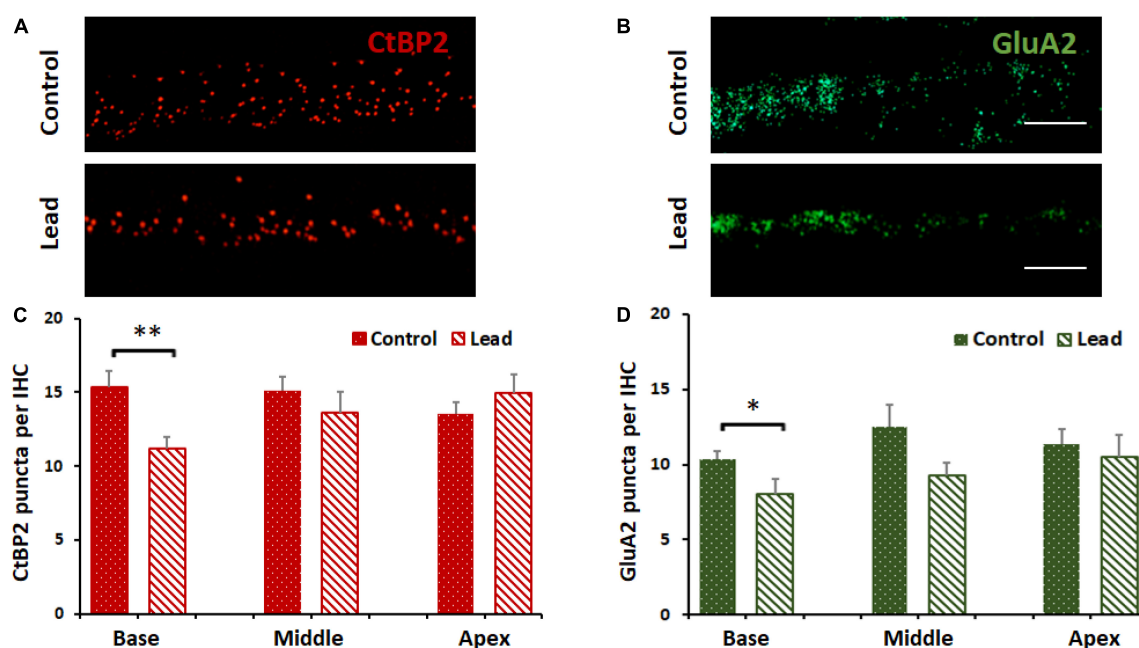 A
CtBP2
Control
Lead
B
GluA2
Control
Lead
C
20
15
10
5
0
CtBP2 puncta per IHC
**
Control Lead
Base Middle Apex
D
20
15
10
5
0
GluA2 puncta per IHC
*
Control Lead
Base Middle Apex